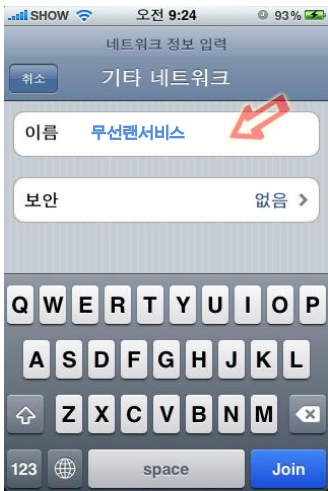 SHOW 오전 9:24 93%
네트워크 정보 입력
취소 기타 네트워크
이름 무선랜서비스
보안 없음
Q W E R T Y U I O P
A S D F G H J K L
Z X C V B N M
123 space Join